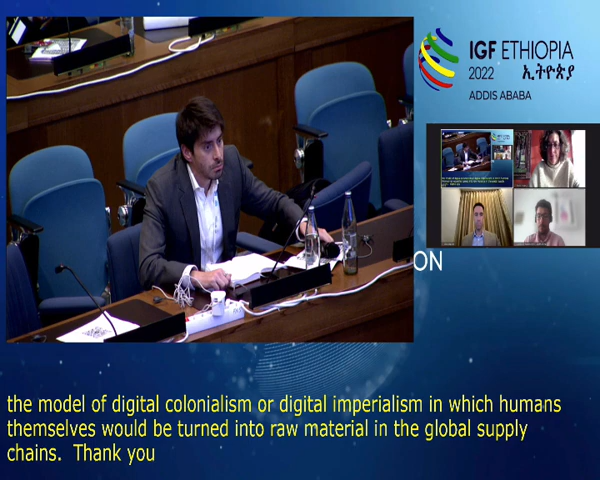 IGF ETHIOPIA
2022 ኢትዮጵያ
ADDIS ABABA
ON
the model of digital colonialism or digital imperialism in which humans
themselves would be turned into raw material in the global supply
chains. Thank you